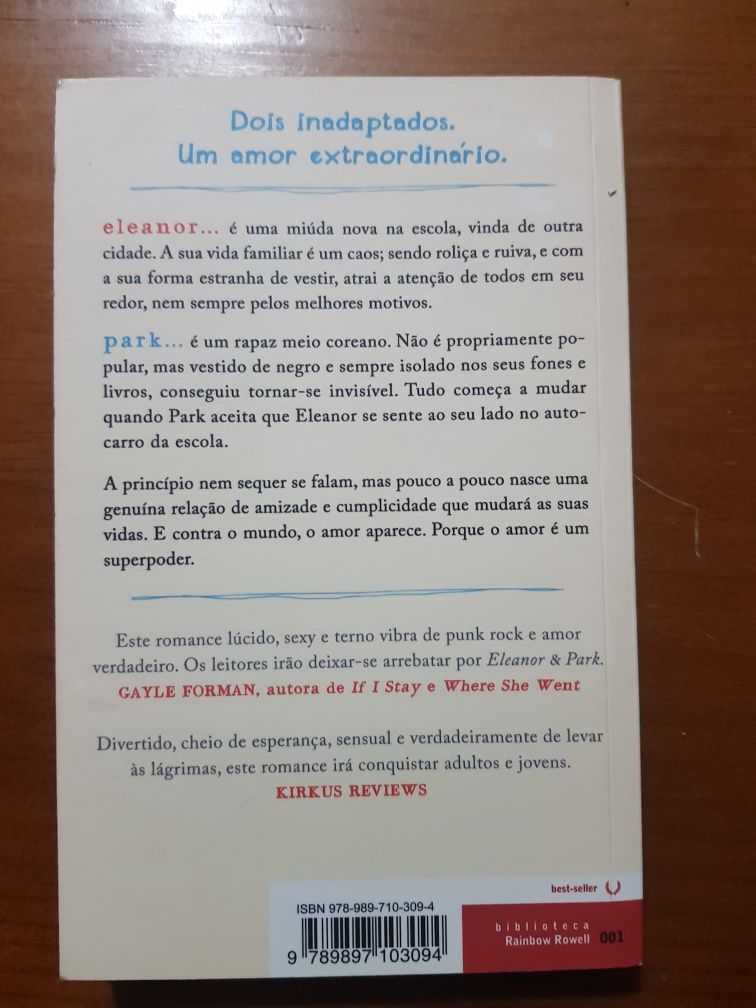 Dois inadaptados.
Um amor extraordinário.
eleanor... é uma miúda nova na escola, vinda de outra
cidade. A sua vida familiar é um caos; sendo roliça e ruiva, e com
a sua forma estranha de vestir, atrai a atenção de todos em seu
redor, nem sempre pelos melhores motivos.
park... é um rapaz meio coreano. Não é propriamente po-
pular, mas vestido de negro e sempre isolado nos seus fones e
livros, conseguiu tornar-se invisível. Tudo começa a mudar
quando Park aceita que Eleanor se sente ao seu lado no auto-
carro da escola.
A princípio nem sequer se falam, mas pouco a pouco nasce uma
genuína relação de amizade e cumplicidade que mudará as suas
vidas. E contra o mundo, o amor aparece. Porque o amor é um
superpoder.
Este romance lúcido, sexy e terno vibra de punk rock e amor
verdadeiro. Os leitores irão deixar-se arrebatar por Eleanor & Park.
GAYLE FORMAN, autora de If I Stay e Where She Went
Divertido, cheio de esperança, sensual e verdadeiramente de levar
às lágrimas, este romance irá conquistar adultos e jovens.
KIRKUS REVIEWS
best-seller
ISBN 978-989-710-309-4
9 789897 103094
biblioteca
Rainbow Rowell 001